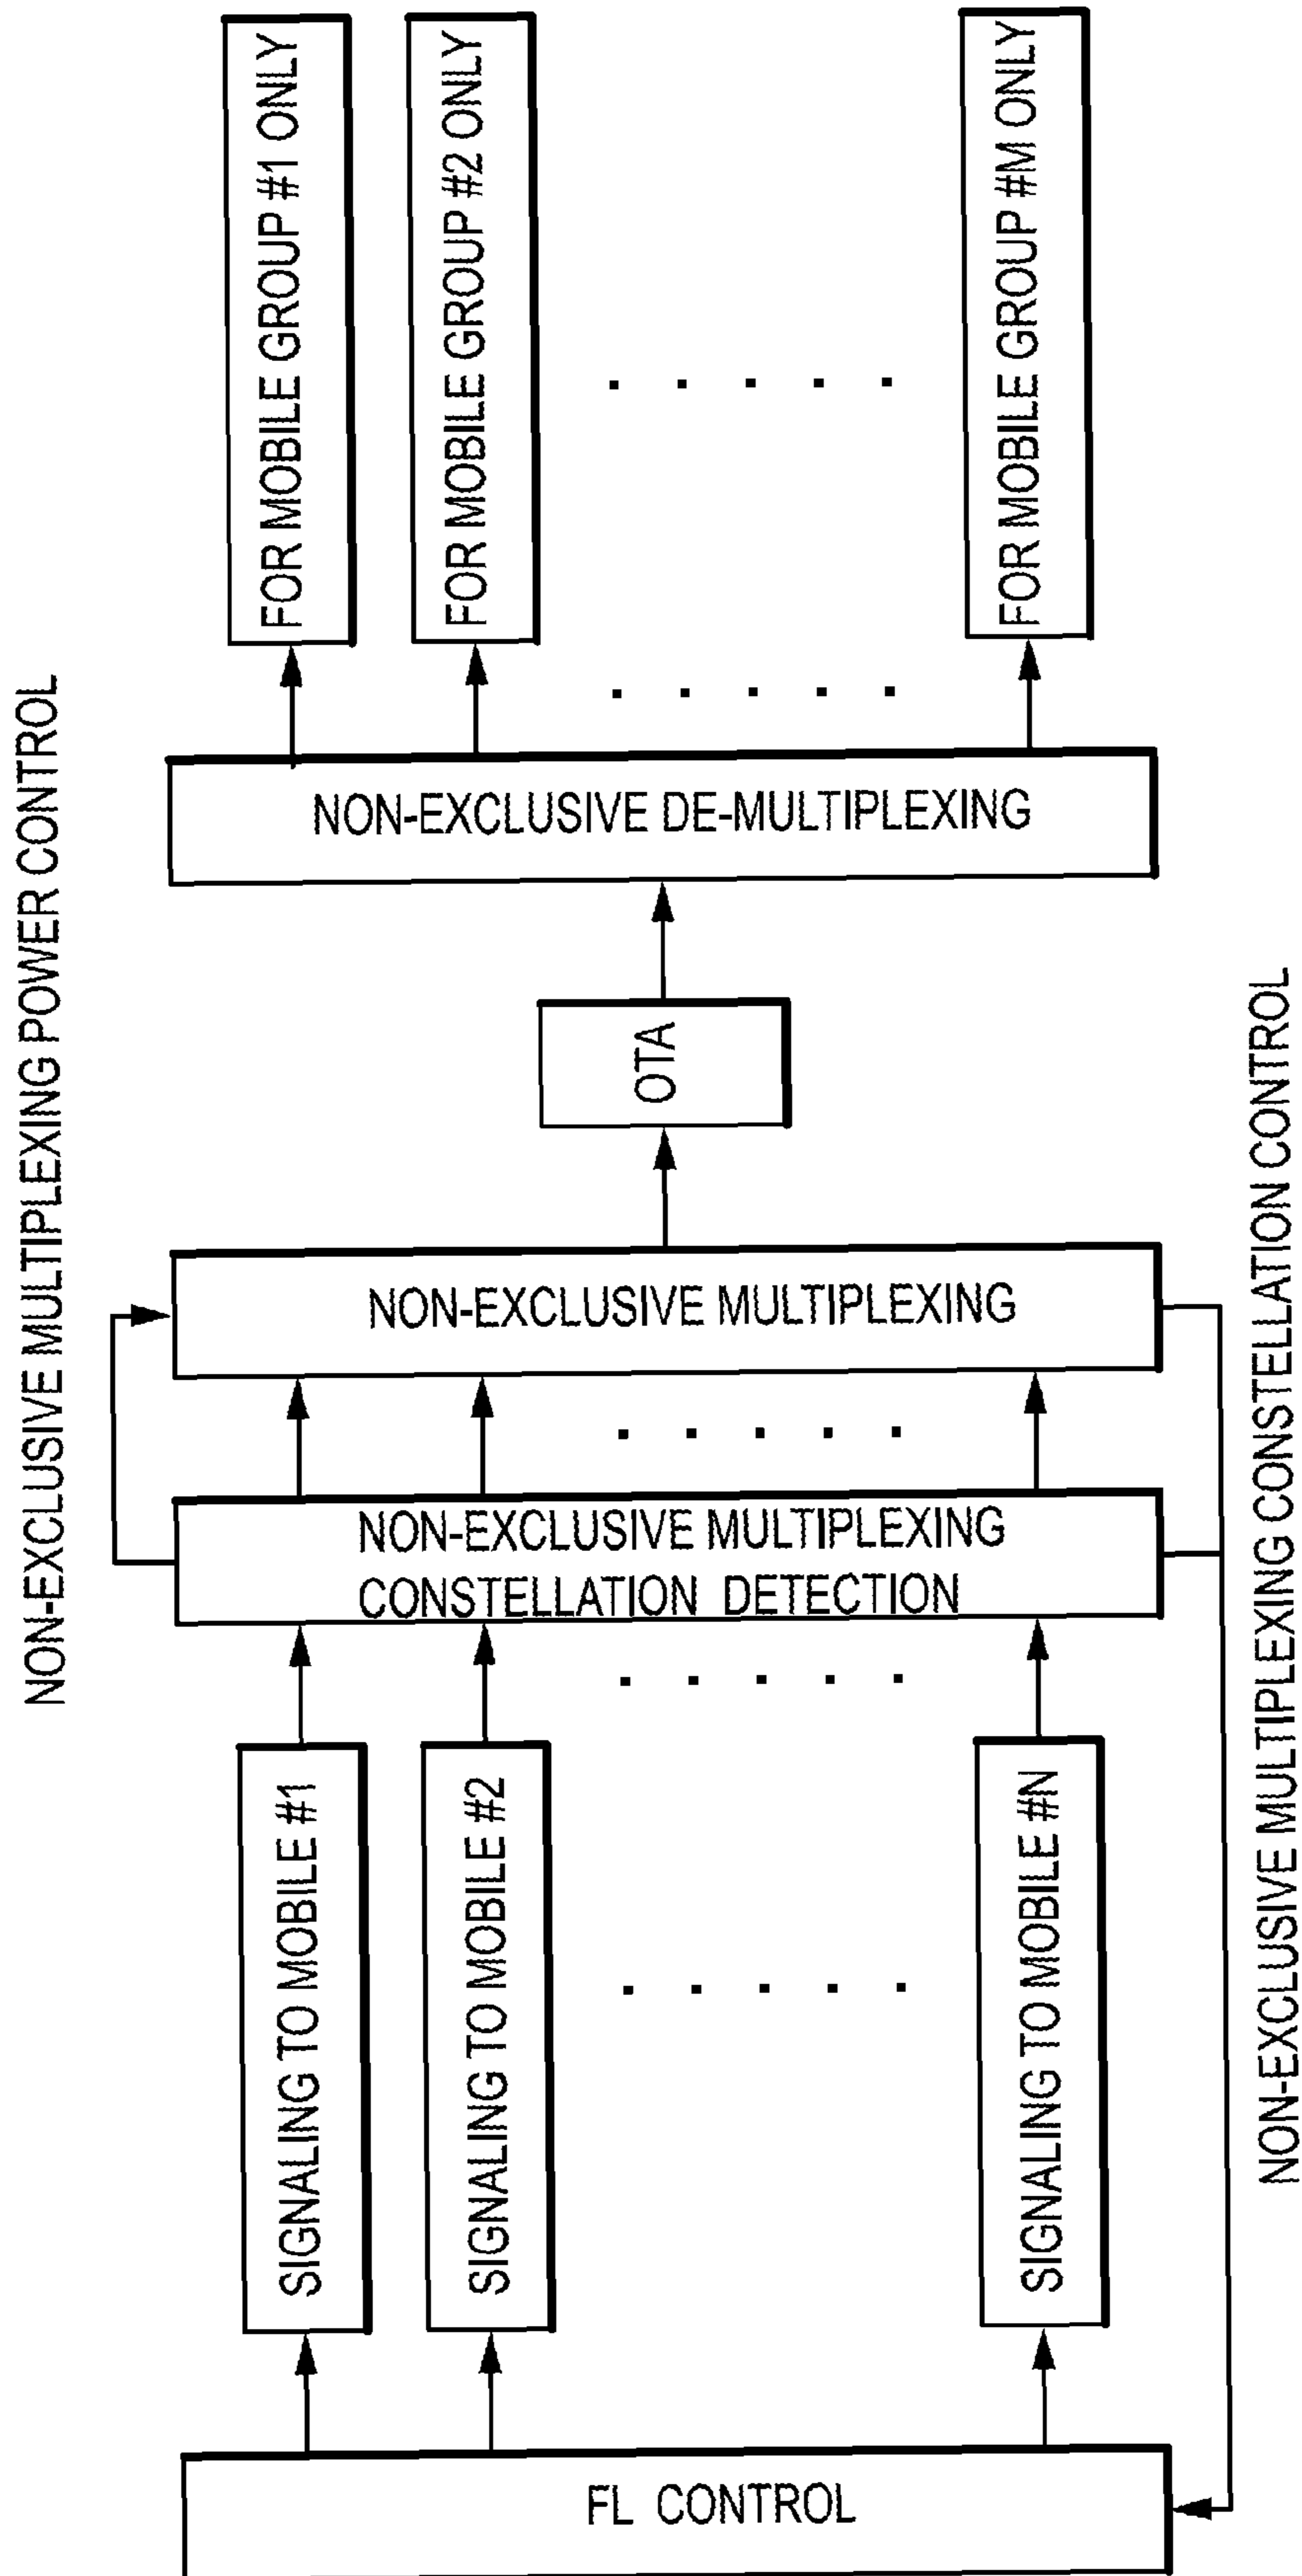 NON-EXCLUSIVE MULTIPLEXING POWER CONTROL
FL CONTROL
SIGNALING TO MOBILE #1
SIGNALING TO MOBILE #2
SIGNALING TO MOBILE #N
NON-EXCLUSIVE MULTIPLEXING
CONSTELLATION DETECTION
NON-EXCLUSIVE MULTIPLEXING
OTA
NON-EXCLUSIVE DE-MULTIPLEXING
FOR MOBILE GROUP #1 ONLY
FOR MOBILE GROUP #2 ONLY
FOR MOBILE GROUP #M ONLY
NON-EXCLUSIVE MULTIPLEXING CONSTELLATION CONTROL